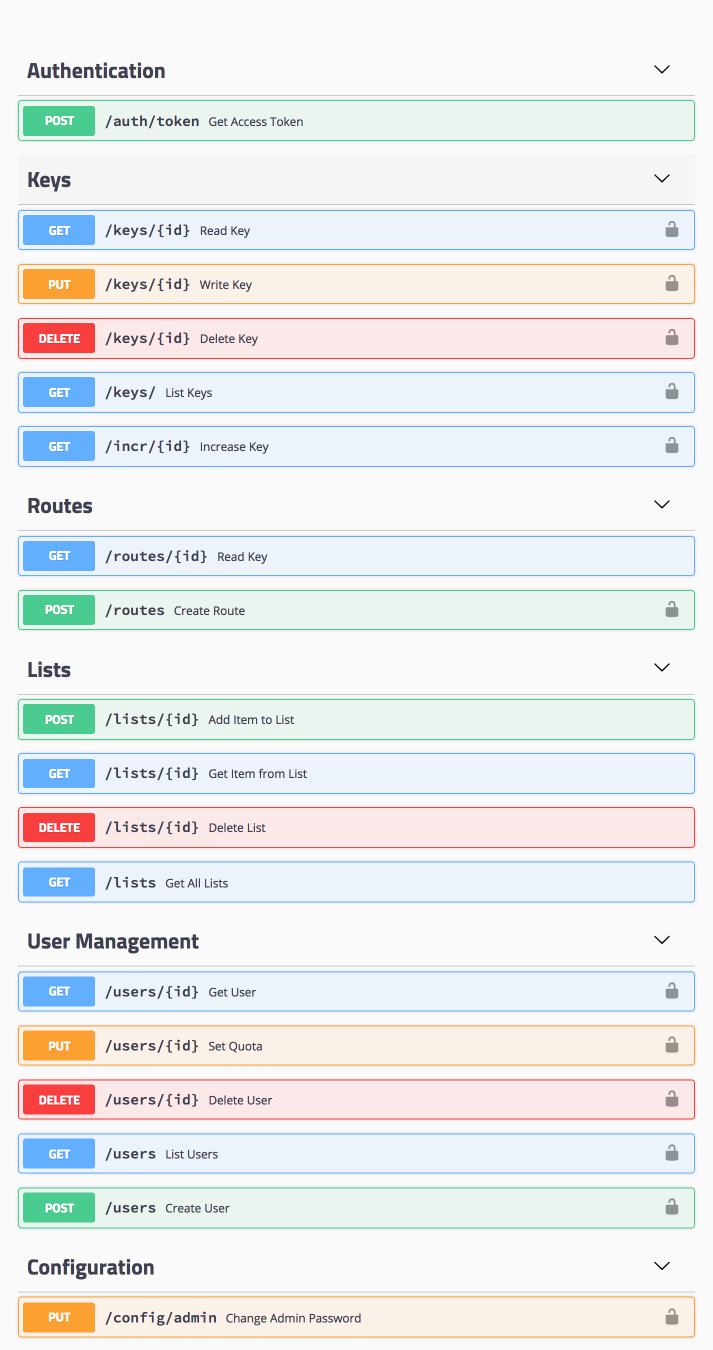 Authentication
POST /auth/token Get Access Token
Keys
GET /keys/{id} Read Key
PUT /keys/{id} Write Key
DELETE /keys/{id} Delete Key
GET /keys/ List Keys
GET /incr/{id} Increase Key
Routes
GET /routes/{id} Read Key
POST /routes Create Route
Lists
POST /lists/{id} Add Item to List
GET /lists/{id} Get Item from List
DELETE /lists/{id} Delete List
GET /lists Get All Lists
User Management
GET /users/{id} Get User
PUT /users/{id} Set Quota
DELETE /users/{id} Delete User
GET /users List Users
POST /users Create User
Configuration
PUT /config/admin Change Admin Password